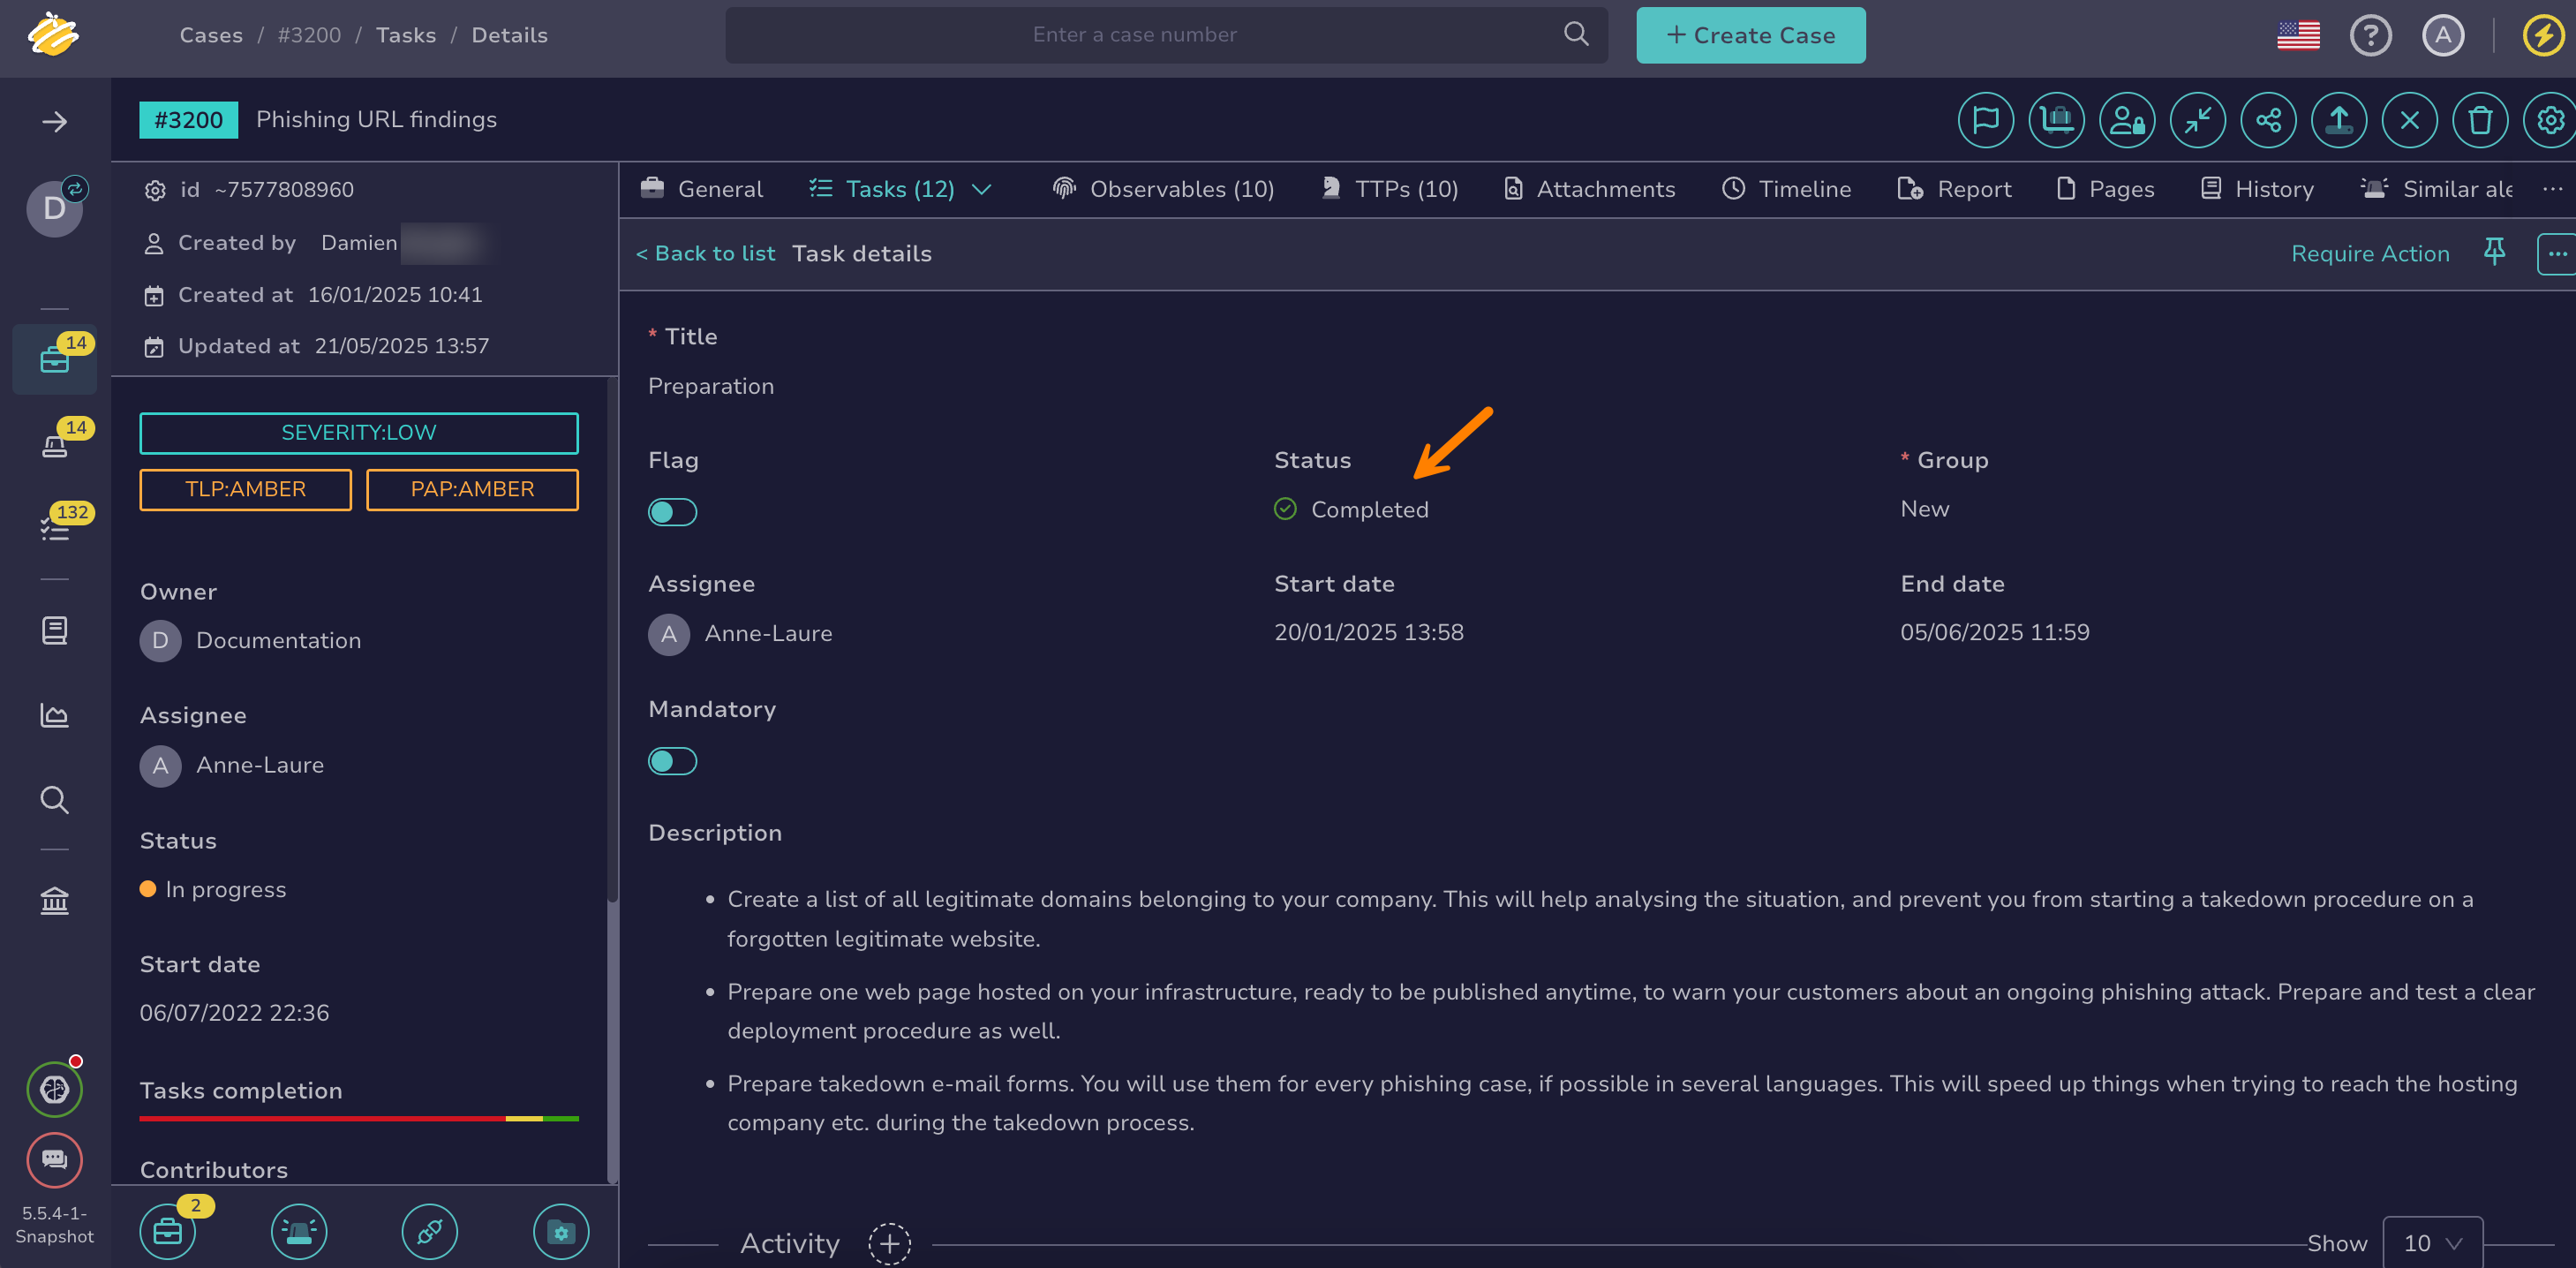 Cases / #3200 / Tasks / Details
Enter a case number
+ Create Case
A
#3200 Phishing URL findings
D
id ~7577808960
Created by Damien
Created at 16/01/2025 10:41
Updated at 21/05/2025 13:57
14
14
132
SEVERITY:LOW
TLP:AMBER PAP:AMBER
Owner
D Documentation
Assignee
A Anne-Laure
Status
In progress
Start date
06/07/2022 22:36
Tasks completion
Contributors
2
5.5.4-1-
Snapshot
General Tasks (12) Observables (10) TTPs (10) Attachments Timeline Report Pages History Similar ale ...
< Back to list Task details Require Action ...
* Title
Preparation
Flag Status * Group
Completed New
Assignee Start date End date
A Anne-Laure 20/01/2025 13:58 05/06/2025 11:59
Mandatory
Description
• Create a list of all legitimate domains belonging to your company. This will help analysing the situation, and prevent you from starting a takedown procedure on a
forgotten legitimate website.
• Prepare one web page hosted on your infrastructure, ready to be published anytime, to warn your customers about an ongoing phishing attack. Prepare and test a clear
deployment procedure as well.
• Prepare takedown e-mail forms. You will use them for every phishing case, if possible in several languages. This will speed up things when trying to reach the hosting
company etc. during the takedown process.
Activity + Show 10